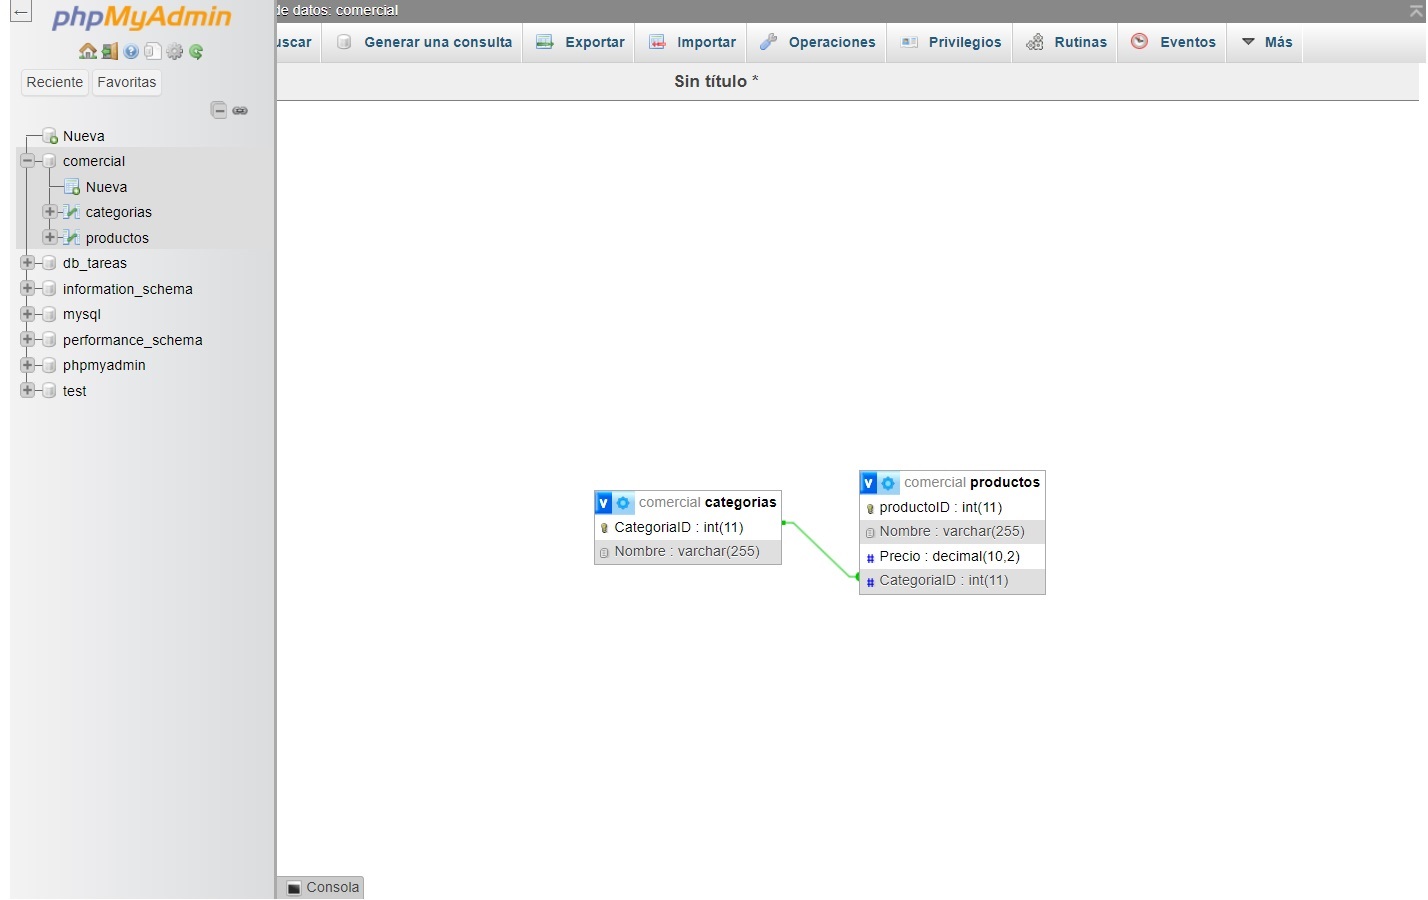 phpMyAdmin
Reciente Favoritas
Nueva
comercial
Nueva
categorias
productos
db_tareas
information_schema
mysql
performance_schema
phpmyadmin
test
de datos: comercial
uscar Generar una consulta Exportar Importar Operaciones Privilegios Rutinas Eventos Más
Sin título *
v comercial categorias
CategoriaID : int(11)
Nombre : varchar(255)
v comercial productos
productoID : int(11)
Nombre : varchar(255)
# Precio : decimal(10,2)
# CategoriaID : int(11)
Consola